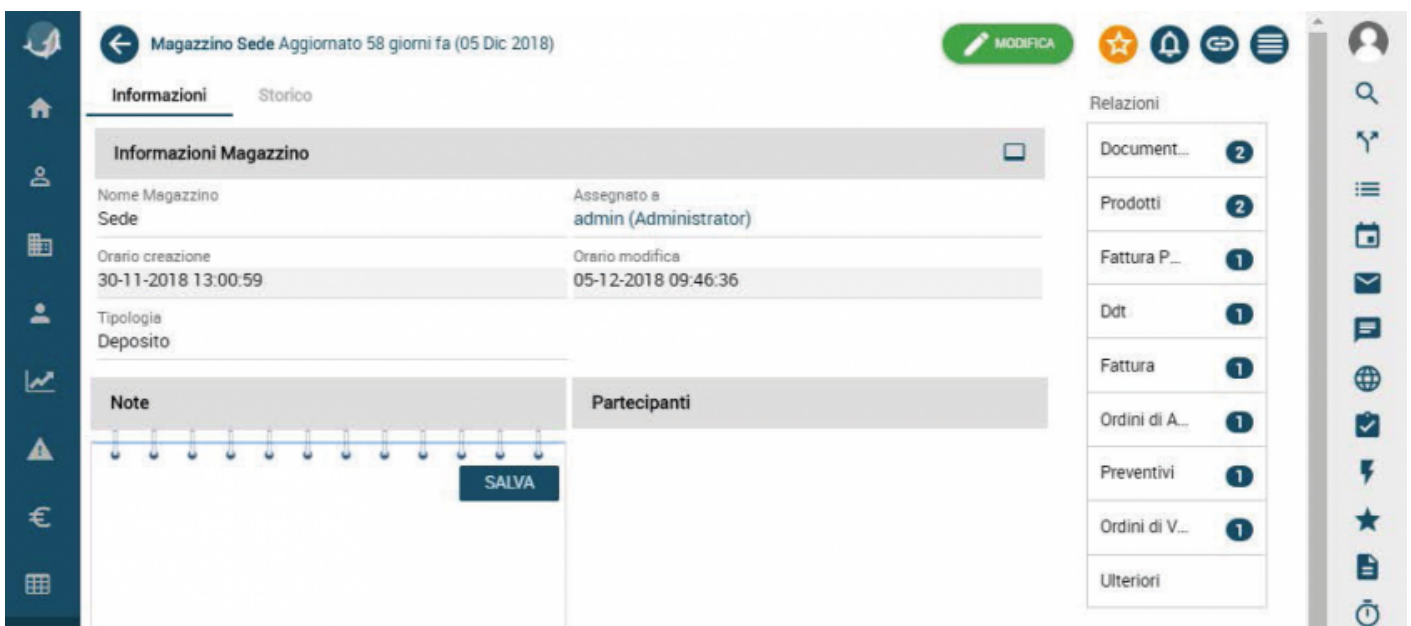 Magazzino Sede Aggiornato 58 giorni fa (05 Dic 2018)
MODIFICA
Informazioni Storico
Relazioni
Informazioni Magazzino
Nome Magazzino
Sede
Assegnato a
admin (Administrator)
Orario creazione
30-11-2018 13:00:59
Orario modifica
05-12-2018 09:46:36
Tipologia
Deposito
Note
Partecipanti
SALVA
Document... 2
Prodotti 2
Fattura P... 1
Ddt 1
Fattura 1
Ordini di A... 1
Preventivi 1
Ordini di V... 1
Ulteriori